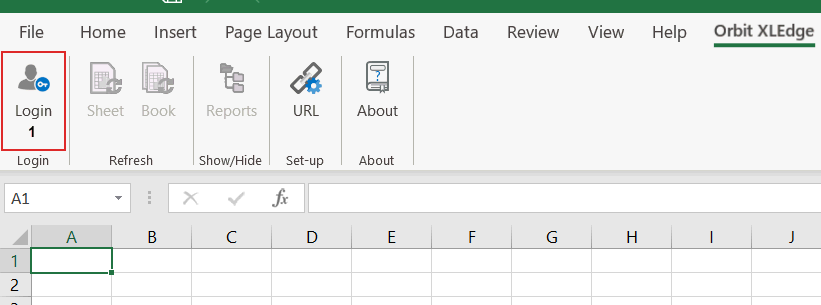 File Home Insert Page Layout Formulas Data Review View Help Orbit XLEdge
Login Sheet Book Reports URL About
1
Login Refresh Show/Hide Set-up About
A1 fx
A B C D E F G H I J
1
2